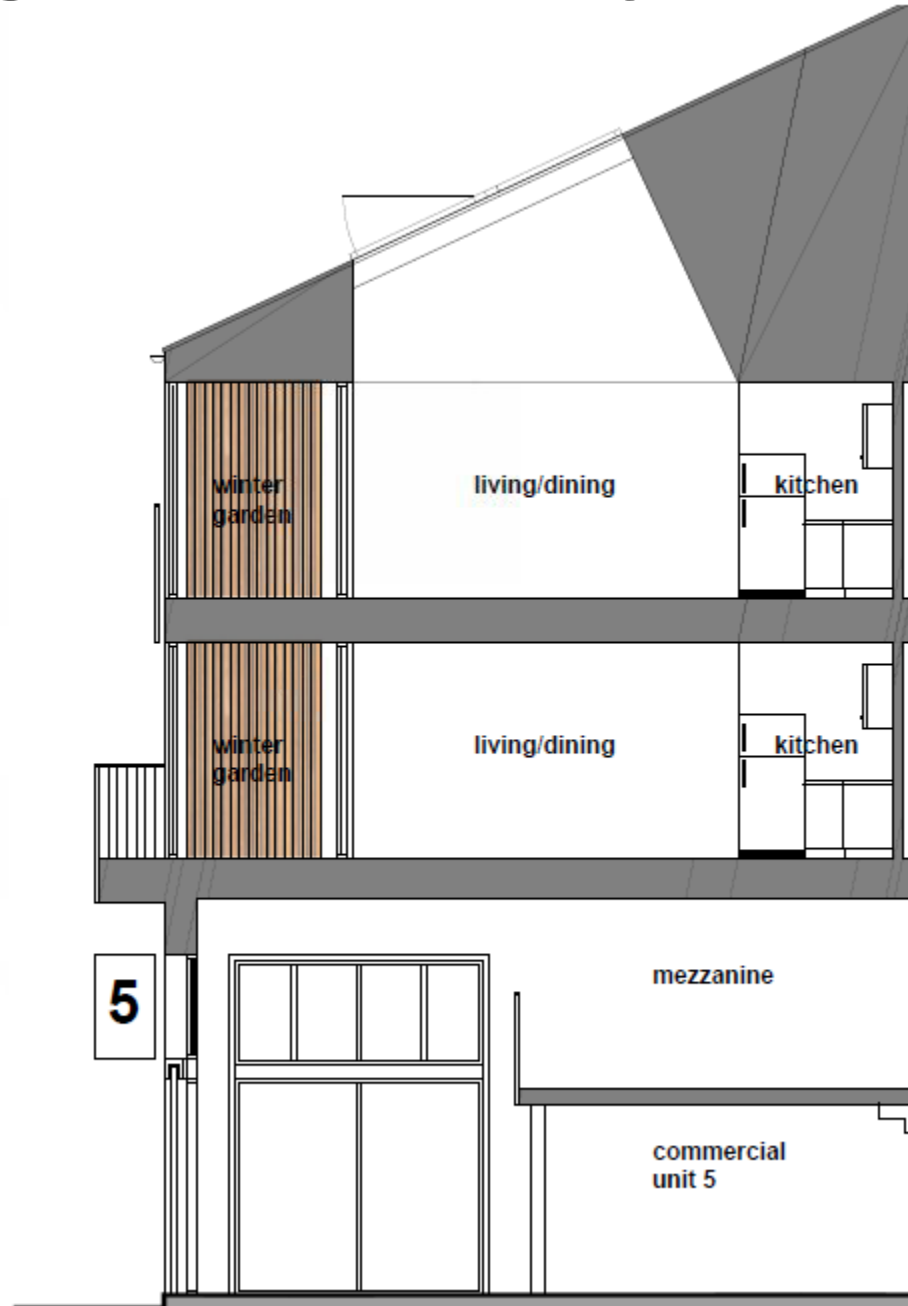 winter
garden
living/dining
kitchen
winter
garden
living/dining
kitchen
5
mezzanine
commercial
unit 5